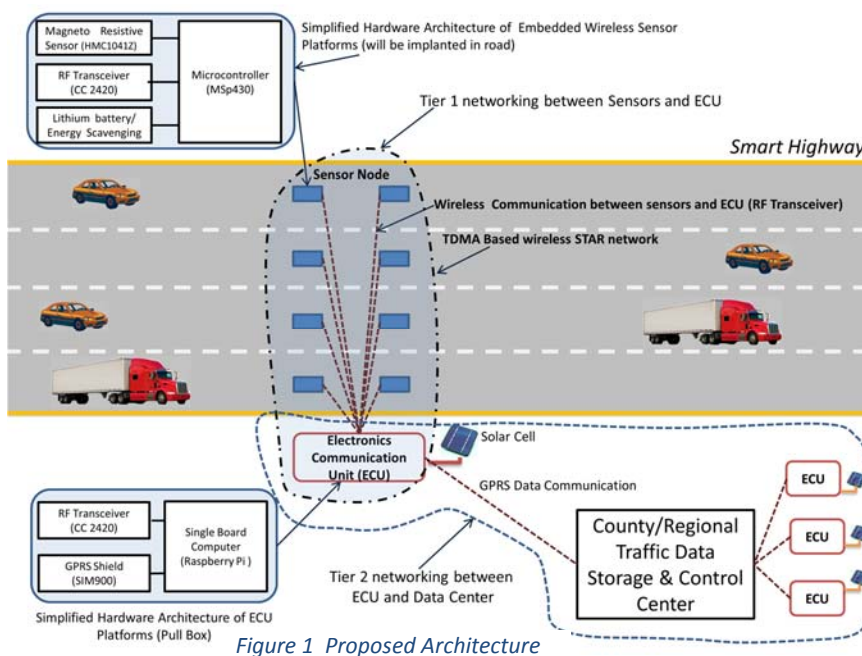 Magneto Resistive
Sensor (HMC1041Z)
RF Transceiver
(CC 2420)
Lithium battery/
Energy Scavenging
Microcontroller
(MSp430)
Simplified Hardware Architecture of Embedded Wireless Sensor
Platforms (will be implanted in road)
Tier 1 networking between Sensors and ECU
Smart Highway
Sensor Node
Wireless Communication between sensors and ECU (RF Transceiver)
TDMA Based wireless STAR network
Electronics
Communication
Unit (ECU)
Solar Cell
GPRS Data Communication
RF Transceiver
(CC 2420)
GPRS Shield
(SIM900)
Single Board
Computer
(Raspberry Pi )
Simplified Hardware Architecture of ECU
Platforms (Pull Box)
Tier 2 networking between
ECU and Data Center
County/Regional
Traffic Data
Storage & Control
Center
ECU
ECU
ECU
Figure 1 Proposed Architecture